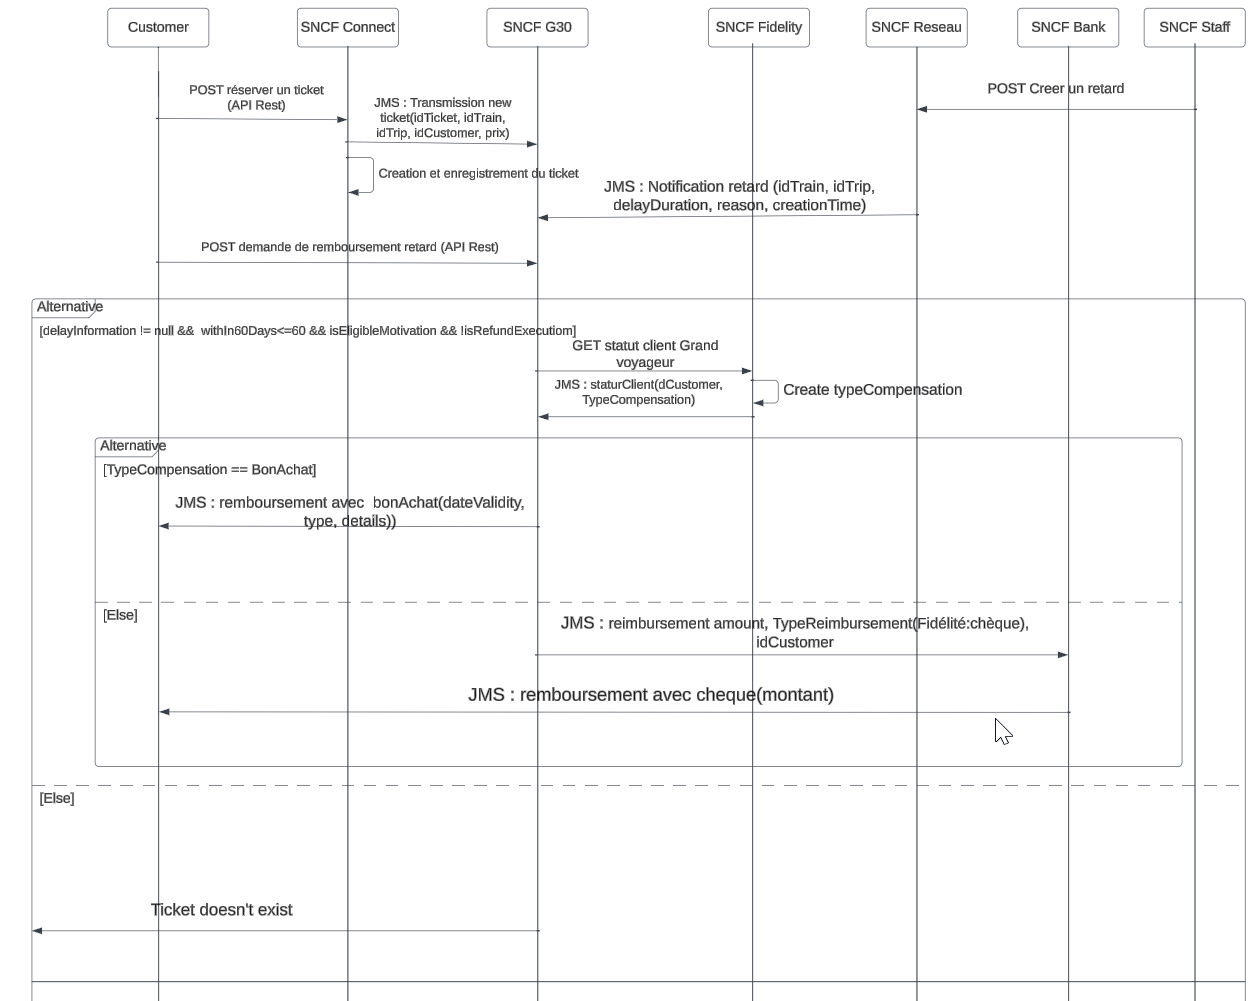 Customer
SNCF Connect
SNCF G30
SNCF Fidelity
SNCF Reseau
SNCF Bank
SNCF Staff
POST réserver un ticket
(API Rest)
POST Creer un retard
JMS : Transmission new
ticket(idTicket, idTrain,
idTrip, idCustomer, prix)
Creation et enregistrement du ticket
JMS : Notification retard (idTrain, idTrip,
delayDuration, reason, creationTime)
POST demande de remboursement retard (API Rest)
Alternative
[delayInformation != null && withIn60Days<=60 && isEligibleMotivation && !isRefundExecutiom]
GET statut client Grand
voyageur
JMS : staturClient(dCustomer,
TypeCompensation)
Create typeCompensation
Alternative
[TypeCompensation == BonAchat]
JMS : remboursement avec bonAchat(dateValidity,
type, details))
[Else]
JMS : reimbursement amount, TypeReimbursement(Fidélité:chèque),
idCustomer
JMS : remboursement avec cheque(montant)
[Else]
Ticket doesn't exist